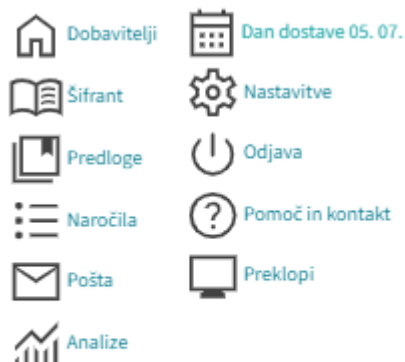 Dobavitelji
Šifrant
Predloge
Naročila
Pošta
Analize
Dan dostave 05. 07.
Nastavitve
Odjava
Pomoč in kontakt
Preklopi